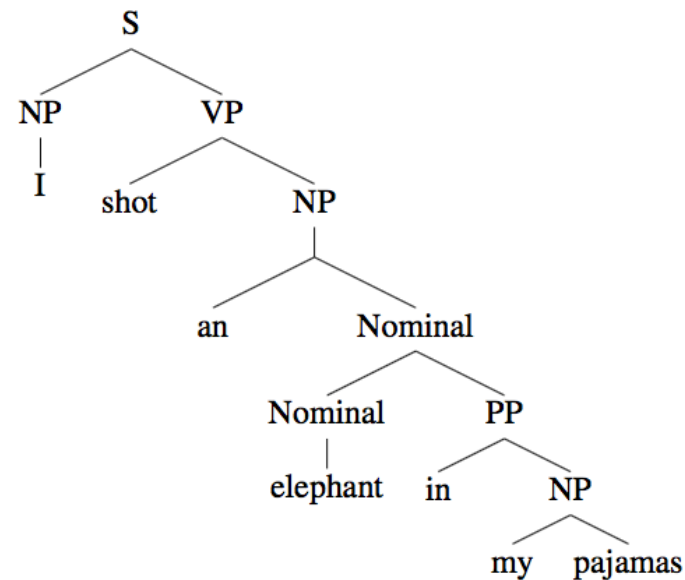 S
NP VP
I
shot NP
an Nominal
Nominal PP
elephant in NP
my pajamas